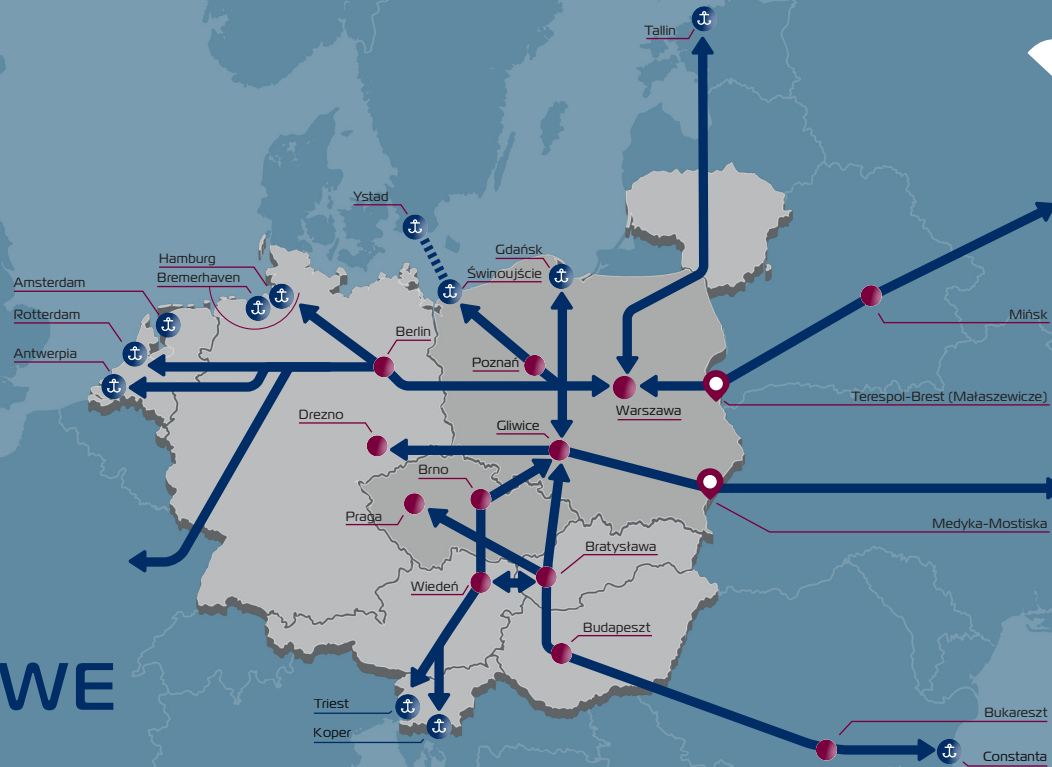 Tallin
Ystad
Hamburg
Gdańsk
Bremerhaven
Świnoujście
Amsterdam
Rotterdam
Mińsk
Berlin
Antwerpia
Poznań
Terespol-Brest (Małaszewicze)
Warszawa
Drezno
Gliwice
Brno
Praga
Medyka-Mostiska
Bratysława
Wiedeń
Budapeszt
WE
Triest
Koper
Bukareszt
Constanta